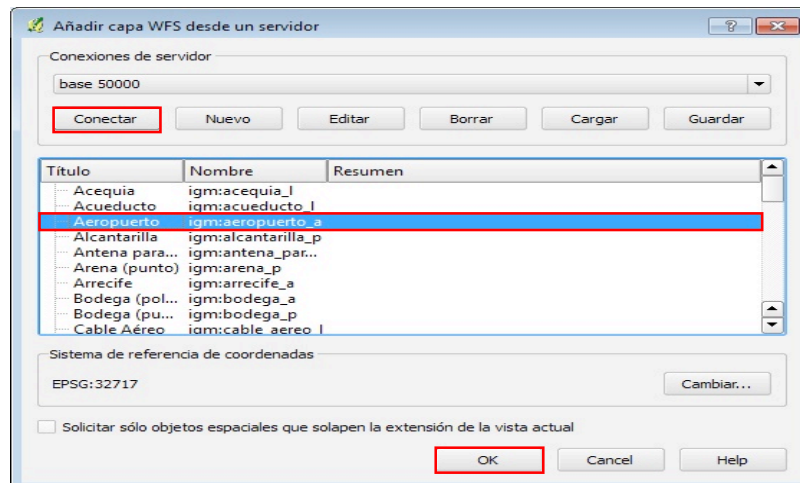 Añadir capa WFS desde un servidor
Conexiones de servidor
base 50000
Conectar Nuevo Editar Borrar Cargar Guardar
Título Nombre Resumen
Acequia igm:acequia_l
Acueducto igm:acueducto_l
Aeropuerto igm:aeropuerto_a
Alcantarilla igm:alcantarilla_p
Antena para... igm:antena_par...
Arena (punto) igm:arena_p
Arrecife igm:arrecife_a
Bodega (pol... igm:bodega_a
Bodega (pu... igm:bodega_p
Cable Aéreo igm:cable_aereo_l
Sistema de referencia de coordenadas
EPSG:32717 Cambiar...
Solicitar sólo objetos espaciales que solapen la extensión de la vista actual
OK Cancel Help